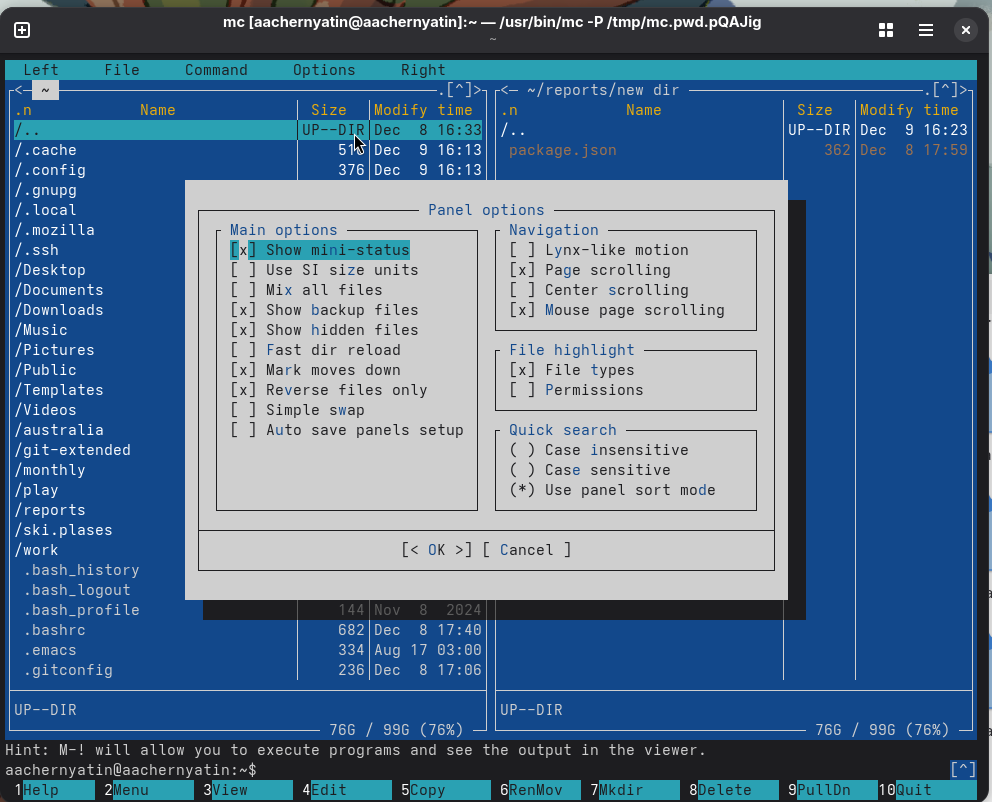 mc [aachernyatin@aachernyatin]:~ — /usr/bin/mc -P /tmp/mc.pwd.pQAJig
~
Left File Command Options Right
<─ ~ .[^]> <─ ~/reports/new dir .[^]>
.n Name Size Modify time .n Name Size Modify time
/.. UP--DIR Dec 8 16:33 /.. UP--DIR Dec 9 16:23
/.cache Dec 9 16:13 package.json 362 Dec 8 17:59
/.config 376 Dec 9 16:13
/.gnupg
/.local Panel options
/.mozilla Main options Navigation
/.ssh [x] Show mini-status [ ] Lynx-like motion
/Desktop [ ] Use SI size units [x] Page scrolling
/Documents [ ] Mix all files [ ] Center scrolling
/Downloads [x] Show backup files [x] Mouse page scrolling
/Music [x] Show hidden files
/Pictures [ ] Fast dir reload File highlight
/Public [x] Mark moves down [x] File types
/Templates [x] Reverse files only [ ] Permissions
/Videos [ ] Simple swap
/australia [ ] Auto save panels setup Quick search
/git-extended ( ) Case insensitive
/monthly ( ) Case sensitive
/play (*) Use panel sort mode
/reports
/ski.plases
/work [< OK >] [ Cancel ]
.bash_history
.bash_logout
.bash_profile 144 Nov 8 2024
.bashrc 682 Dec 8 17:40
.emacs 334 Aug 17 03:00
.gitconfig 236 Dec 8 17:06
UP--DIR UP--DIR
76G / 99G (76%) 76G / 99G (76%)
Hint: M-! will allow you to execute programs and see the output in the viewer.
aachernyatin@aachernyatin:~$ [^]
1Help 2Menu 3View 4Edit 5Copy 6RenMov 7Mkdir 8Delete 9PullDn 10Quit